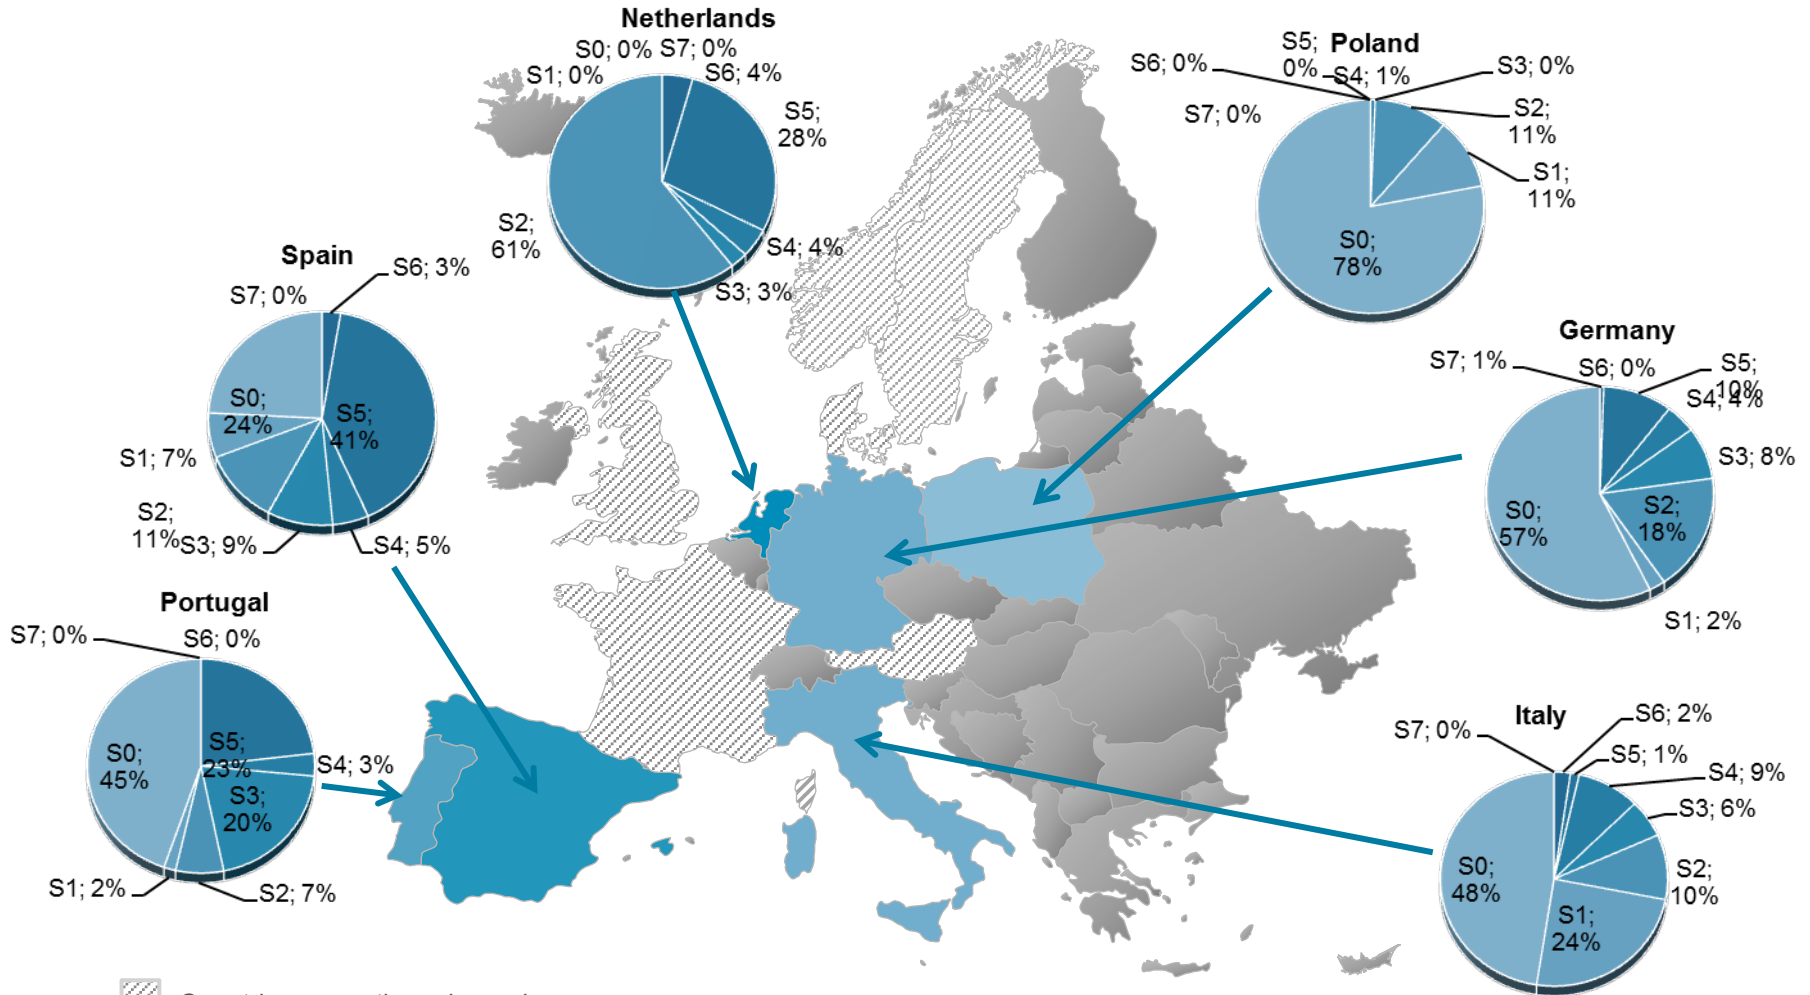 Netherlands
S0; 0%
S7; 0%
S1; 0%
S6; 4%
S5;
28%
S2;
61%
S4; 4%
S3; 3%
Poland
S5;
0%
S6; 0%
S4; 1%
S3; 0%
S7; 0%
S2;
11%
S1;
11%
S0;
78%
Spain
S6; 3%
S7; 0%
S0;
24%
S5;
41%
S1; 7%
S2;
11%
S3; 9%
S4; 5%
Germany
S7; 1%
S6; 0%
S5;
10%
S4; 4%
S3; 8%
S2;
18%
S0;
57%
S1; 2%
Portugal
S7; 0%
S6; 0%
S0;
45%
S5;
23%
S4; 3%
S3;
20%
S1; 2%
S2; 7%
Italy
S7; 0%
S6; 2%
S5; 1%
S4; 9%
S3; 6%
S2;
10%
S0;
48%
S1;
24%